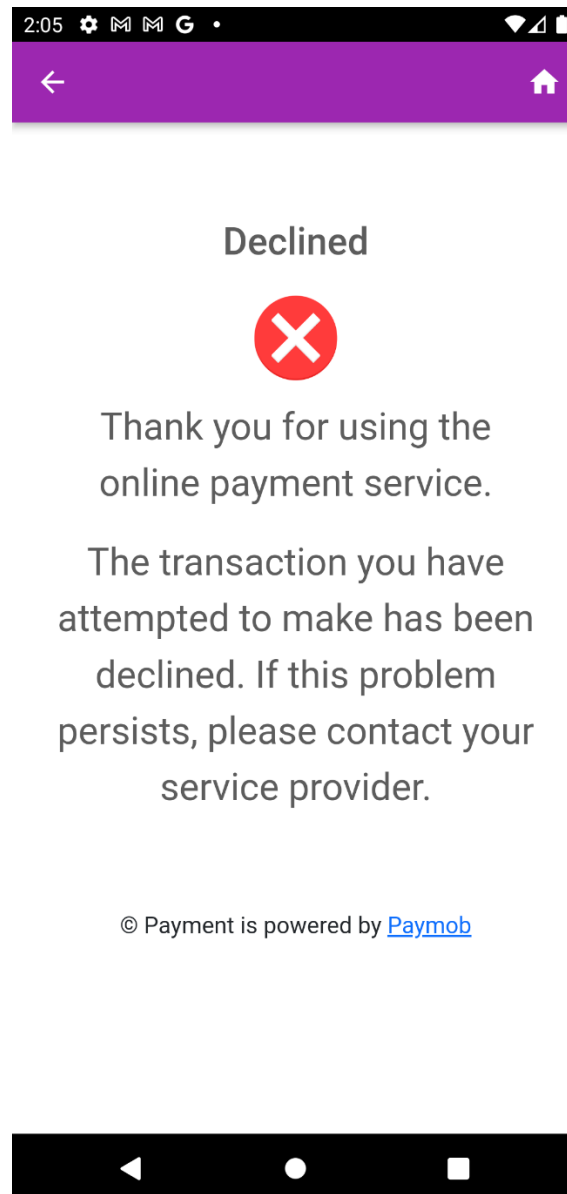 2:05 G
Declined
Thank you for using the
online payment service.
The transaction you have
attempted to make has been
declined. If this problem
persists, please contact your
service provider.
© Payment is powered by Paymob